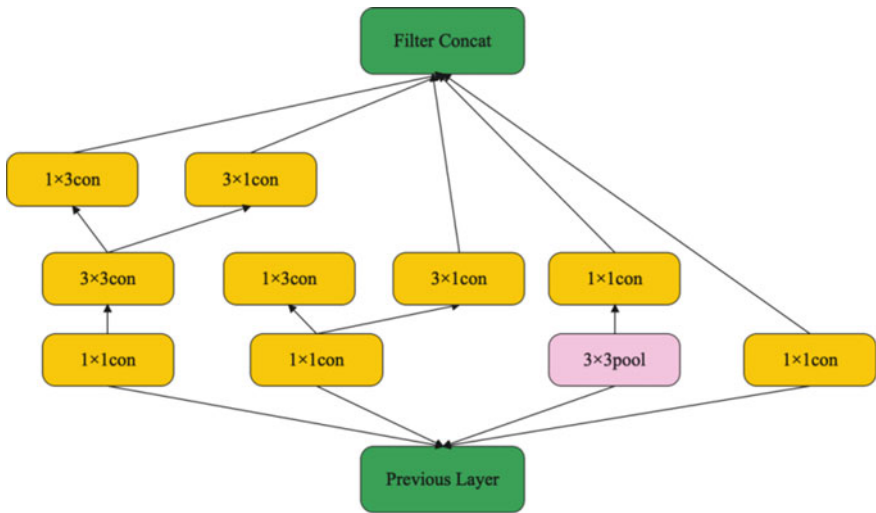 Filter Concat
1×3con
3×1con
3×3con
1×3con
3×1con
1×1con
1×1con
1×1con
3×3pool
1×1con
Previous Layer